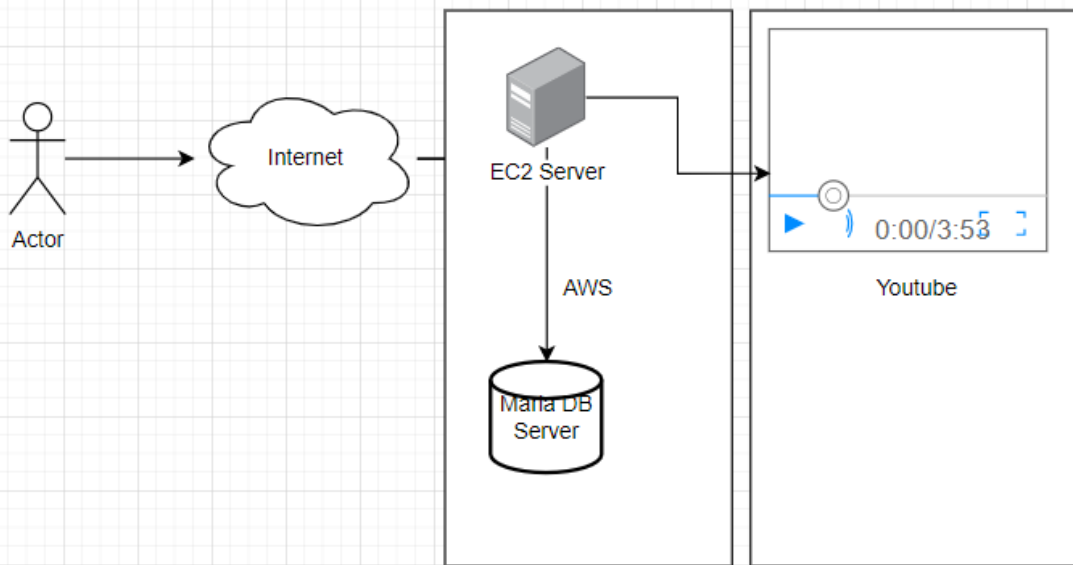 Internet
EC2 Server
Actor
0:00/3:53
AWS
Youtube
Maria DB
Server